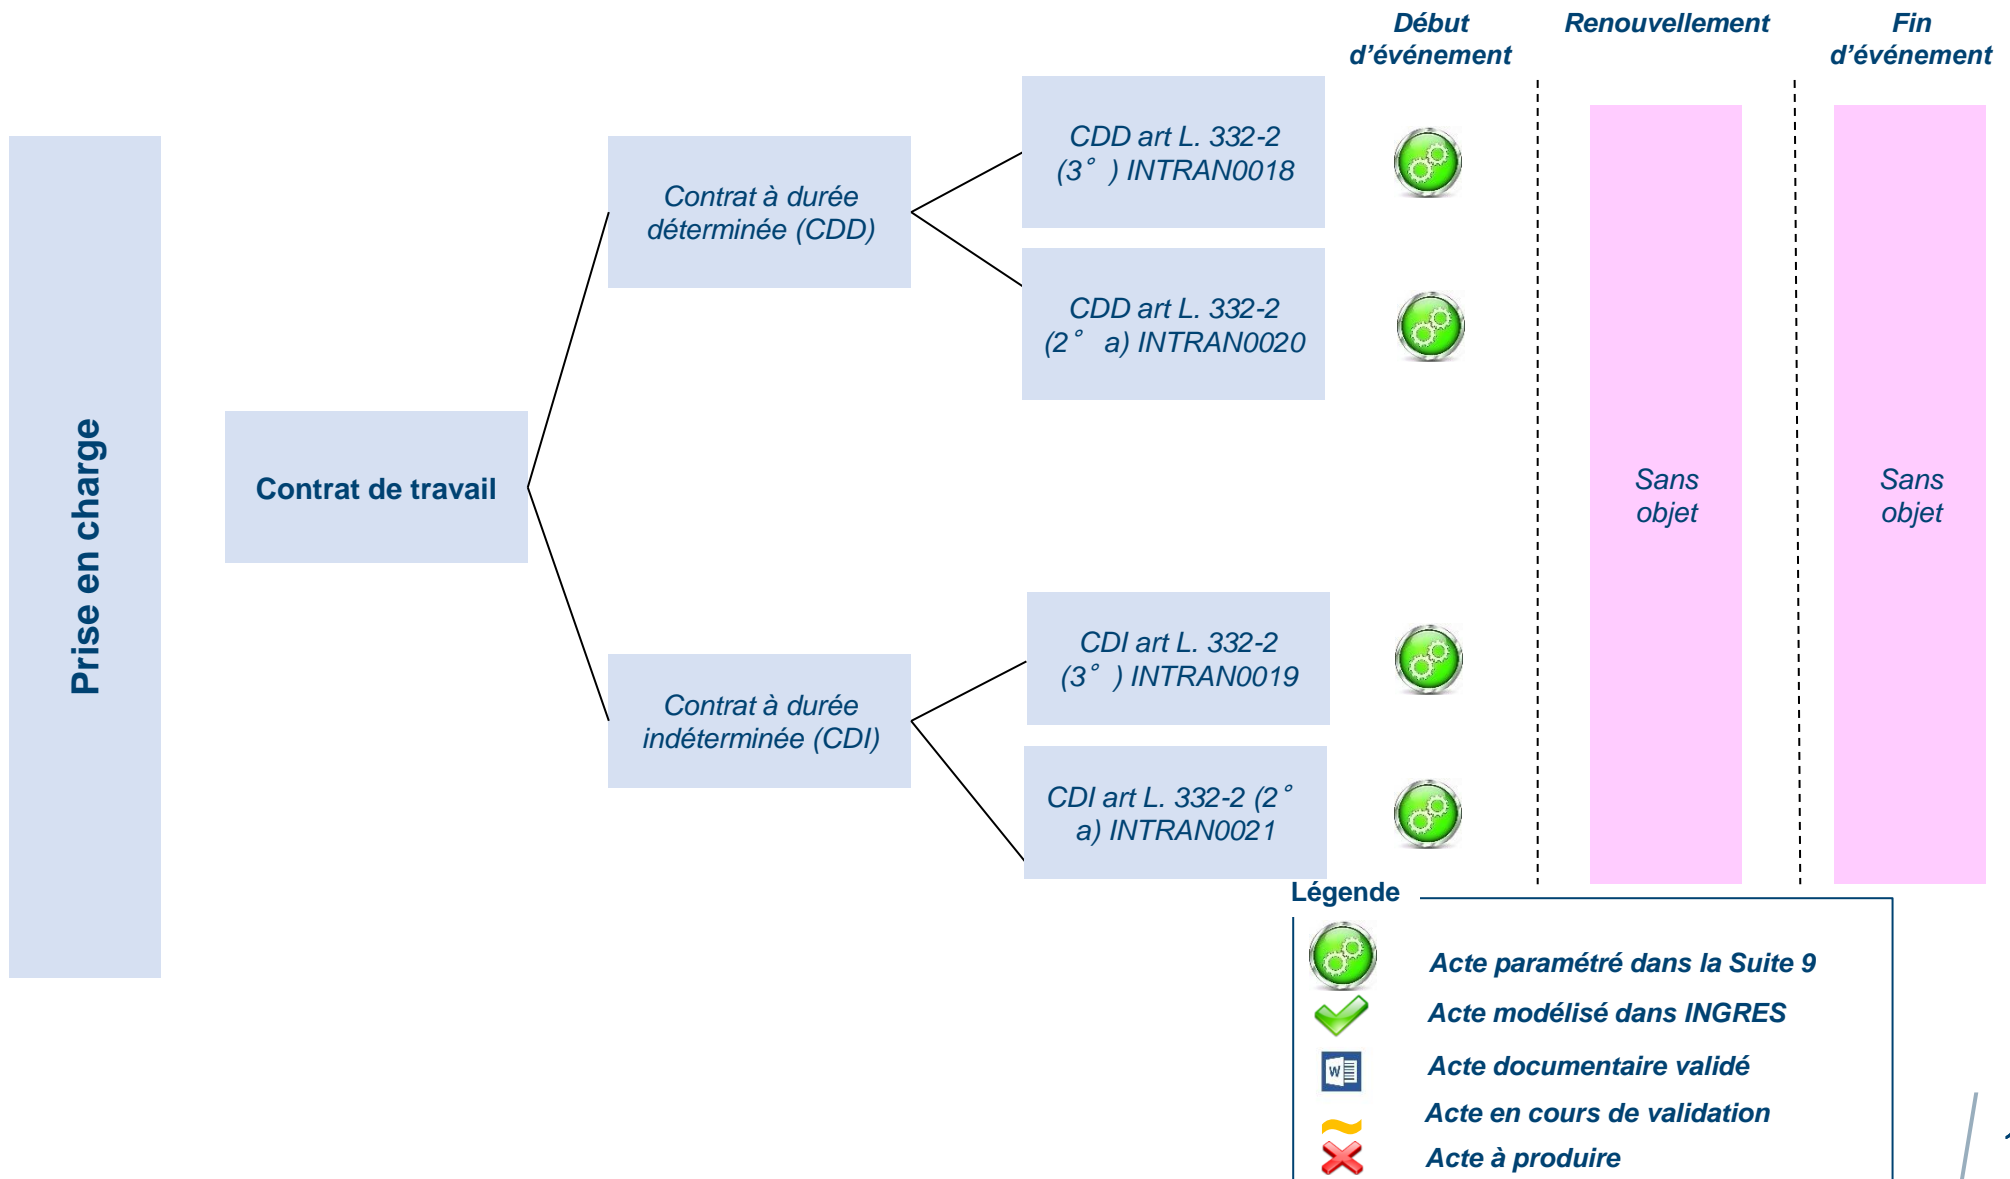 Début
d’événement
Renouvellement
Fin
d’événement
Prise en charge
Contrat de travail
Contrat à durée
déterminée (CDD)
CDD art L. 332-2
(3° ) INTRAN0018
CDD art L. 332-2
(2° a) INTRAN0020
Contrat à durée
indéterminée (CDI)
CDI art L. 332-2
(3° ) INTRAN0019
CDI art L. 332-2 (2°
a) INTRAN0021
Sans
objet
Sans
objet
Légende
Acte paramétré dans la Suite 9
Acte modélisé dans INGRES
W
Acte documentaire validé
Acte en cours de validation
Acte à produire